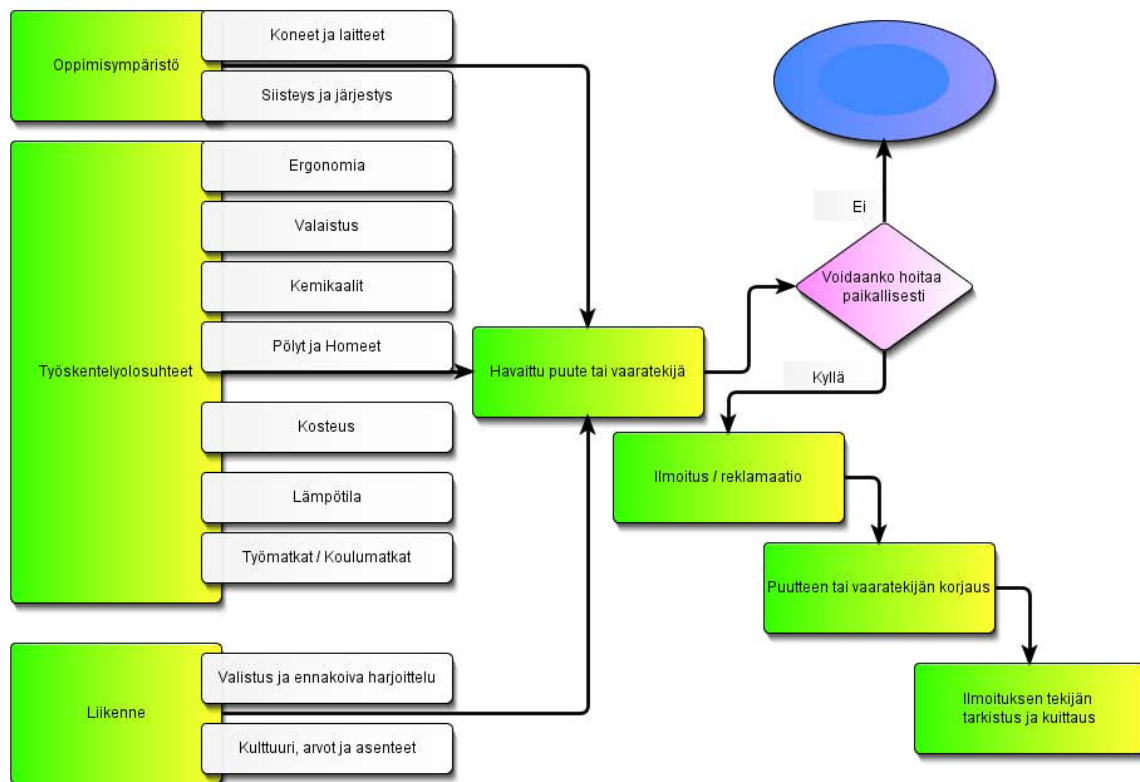 Oppimisympäristö
Koneet ja laitteet
Siisteys ja järjestys
Työskentelyolosuhteet
Ergonomia
Valaistus
Kemikaalit
Pölyt ja Homeet
Kosteus
Lämpötila
Työmatkat / Koulumatkat
Liikenne
Valistus ja ennakoiva harjoittelu
Kulttuuri, arvot ja asenteet
Havaittu puute tai vaaratekijä
Voidaanko hoitaa
paikallisesti
Ei
Kyllä
Ilmoitus / reklamaatio
Puutteen tai vaaratekijän korjaus
Ilmoituksen tekijän
tarkistus ja kuittaus